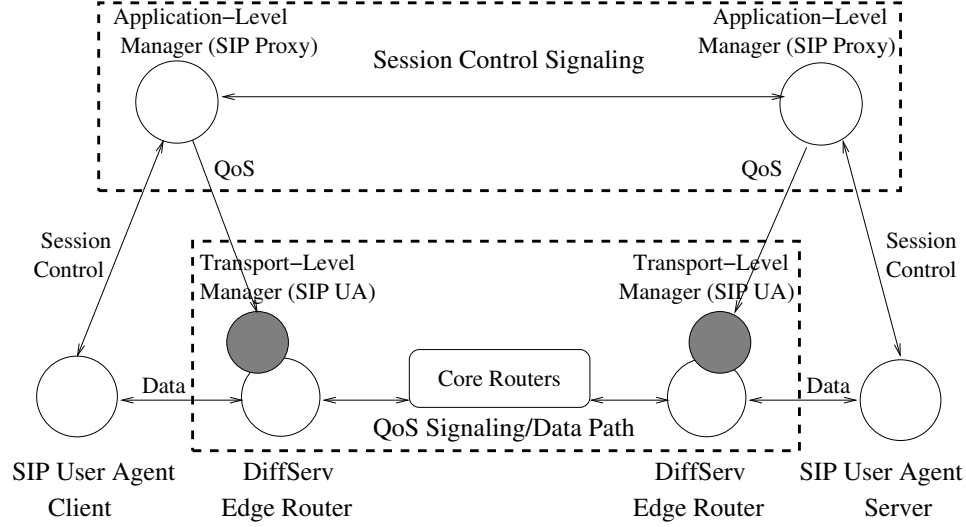 Application−Level
Manager (SIP Proxy)
Application−Level
Manager (SIP Proxy)
Session Control Signaling
QoS
QoS
Session
Control
Session
Control
Transport−Level
Manager (SIP UA)
Transport−Level
Manager (SIP UA)
Data
Core Routers
Data
QoS Signaling/Data Path
SIP User Agent
Client
DiffServ
Edge Router
DiffServ
Edge Router
SIP User Agent
Server